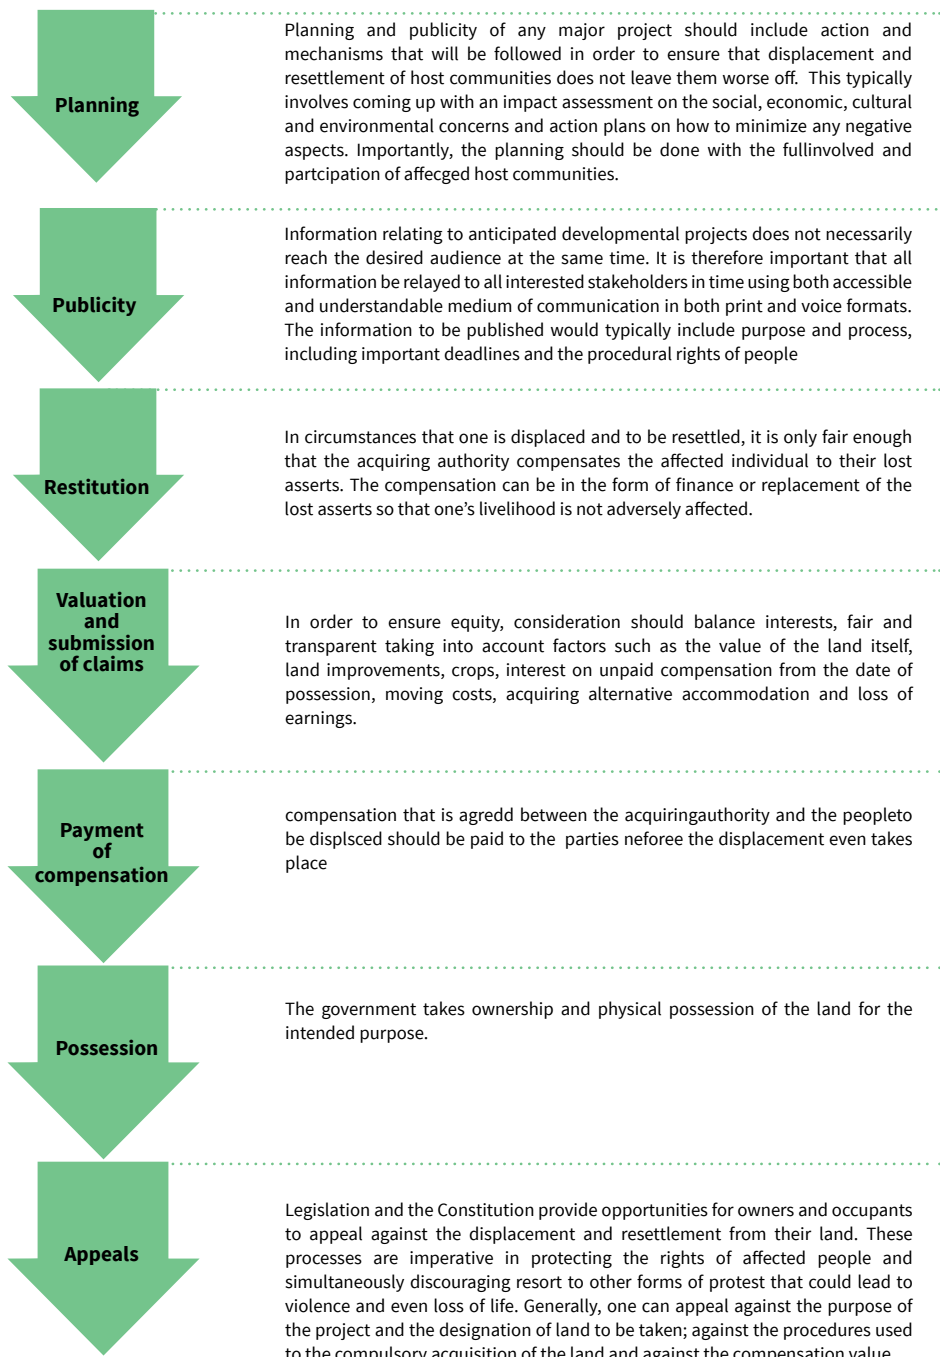 Planning
Planning and publicity of any major project should include action and
mechanisms that will be followed in order to ensure that displacement and
resettlement of host communities does not leave them worse off. This typically
involves coming up with an impact assessment on the social, economic, cultural
and environmental concerns and action plans on how to minimize any negative
aspects. Importantly, the planning should be done with the fullinvolved and
partcipation of affecged host communities.
Publicity
Information relating to anticipated developmental projects does not necessarily
reach the desired audience at the same time. It is therefore important that all
information be relayed to all interested stakeholders in time using both accessible
and understandable medium of communication in both print and voice formats.
The information to be published would typically include purpose and process,
including important deadlines and the procedural rights of people
Restitution
In circumstances that one is displaced and to be resettled, it is only fair enough
that the acquiring authority compensates the affected individual to their lost
asserts. The compensation can be in the form of finance or replacement of the
lost asserts so that one's livelihood is not adversely affected.
Valuation
and
submission
of claims
In order to ensure equity, consideration should balance interests, fair and
transparent taking into account factors such as the value of the land itself,
land improvements, crops, interest on unpaid compensation from the date of
possession, moving costs, acquiring alternative accommodation and loss of
earnings.
Payment
of
compensation
compensation that is agredd between the acquiringauthority and the peopleto
be displsced should be paid to the parties neforee the displacement even takes
place
Possession
The government takes ownership and physical possession of the land for the
intended purpose.
Appeals
Legislation and the Constitution provide opportunities for owners and occupants
to appeal against the displacement and resettlement from their land. These
processes are imperative in protecting the rights of affected people and
simultaneously discouraging resort to other forms of protest that could lead to
violence and even loss of life. Generally, one can appeal against the purpose of
the project and the designation of land to be taken; against the procedures used
to the compulsory acquisition of the land and against the compensation value